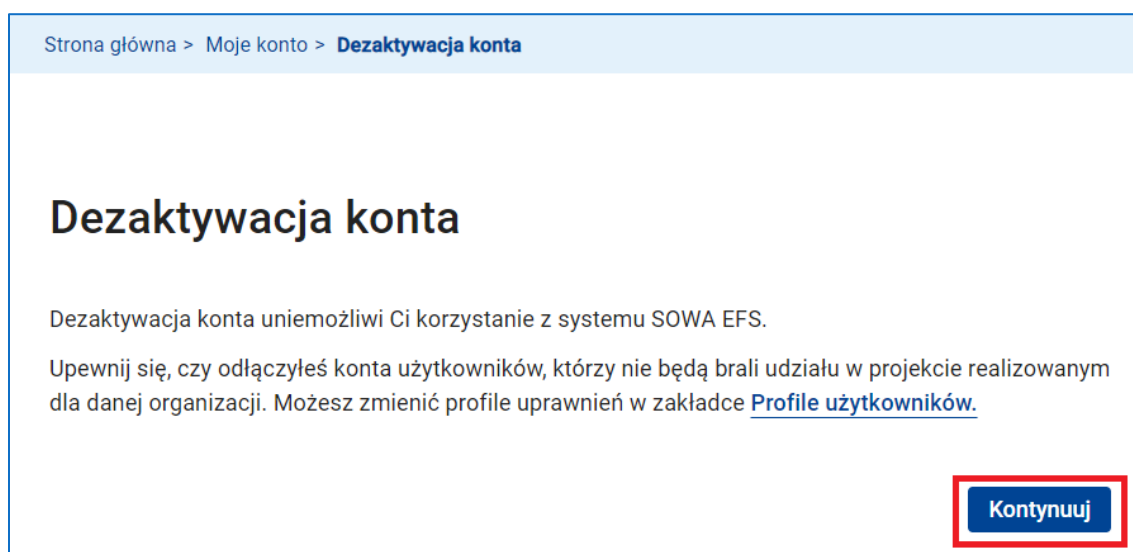 Strona główna > Moje konto > Dezaktywacja konta
Dezaktywacja konta
Dezaktywacja konta uniemożliwi Ci korzystanie z systemu SOWA EFS.
Upewnij się, czy odłączyłeś konta użytkowników, którzy nie będą brali udziału w projekcie realizowanym
dla danej organizacji. Możesz zmienić profile uprawnień w zakładce Profile użytkowników.
Kontynuuj